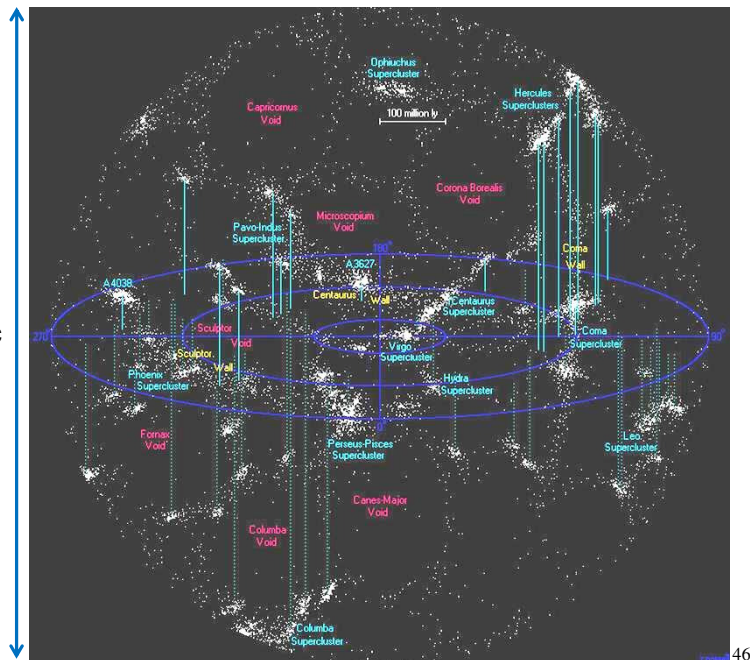 Ophiuchus
Supercluster
Hercules
Superclusters
Capricornus
Void
100 million ly
Corona Borealis
Void
Microscopium
Void
Pavo-Indus
Supercluster
180°
Coma
Wall
A3627
A4038
Centaurus
Wall
Centaurus
Supercluster
Sculptor
Void
270°
90°
Virgo
Supercluster
Coma
Supercluster
Sculptor
Wall
Phoenix
Supercluster
Hydra
Supercluster
0°
Fornax
Void
Perseus-Pisces
Supercluster
Leo
Supercluster
Canes-Major
Void
Columba
Void
Columba
Supercluster
46